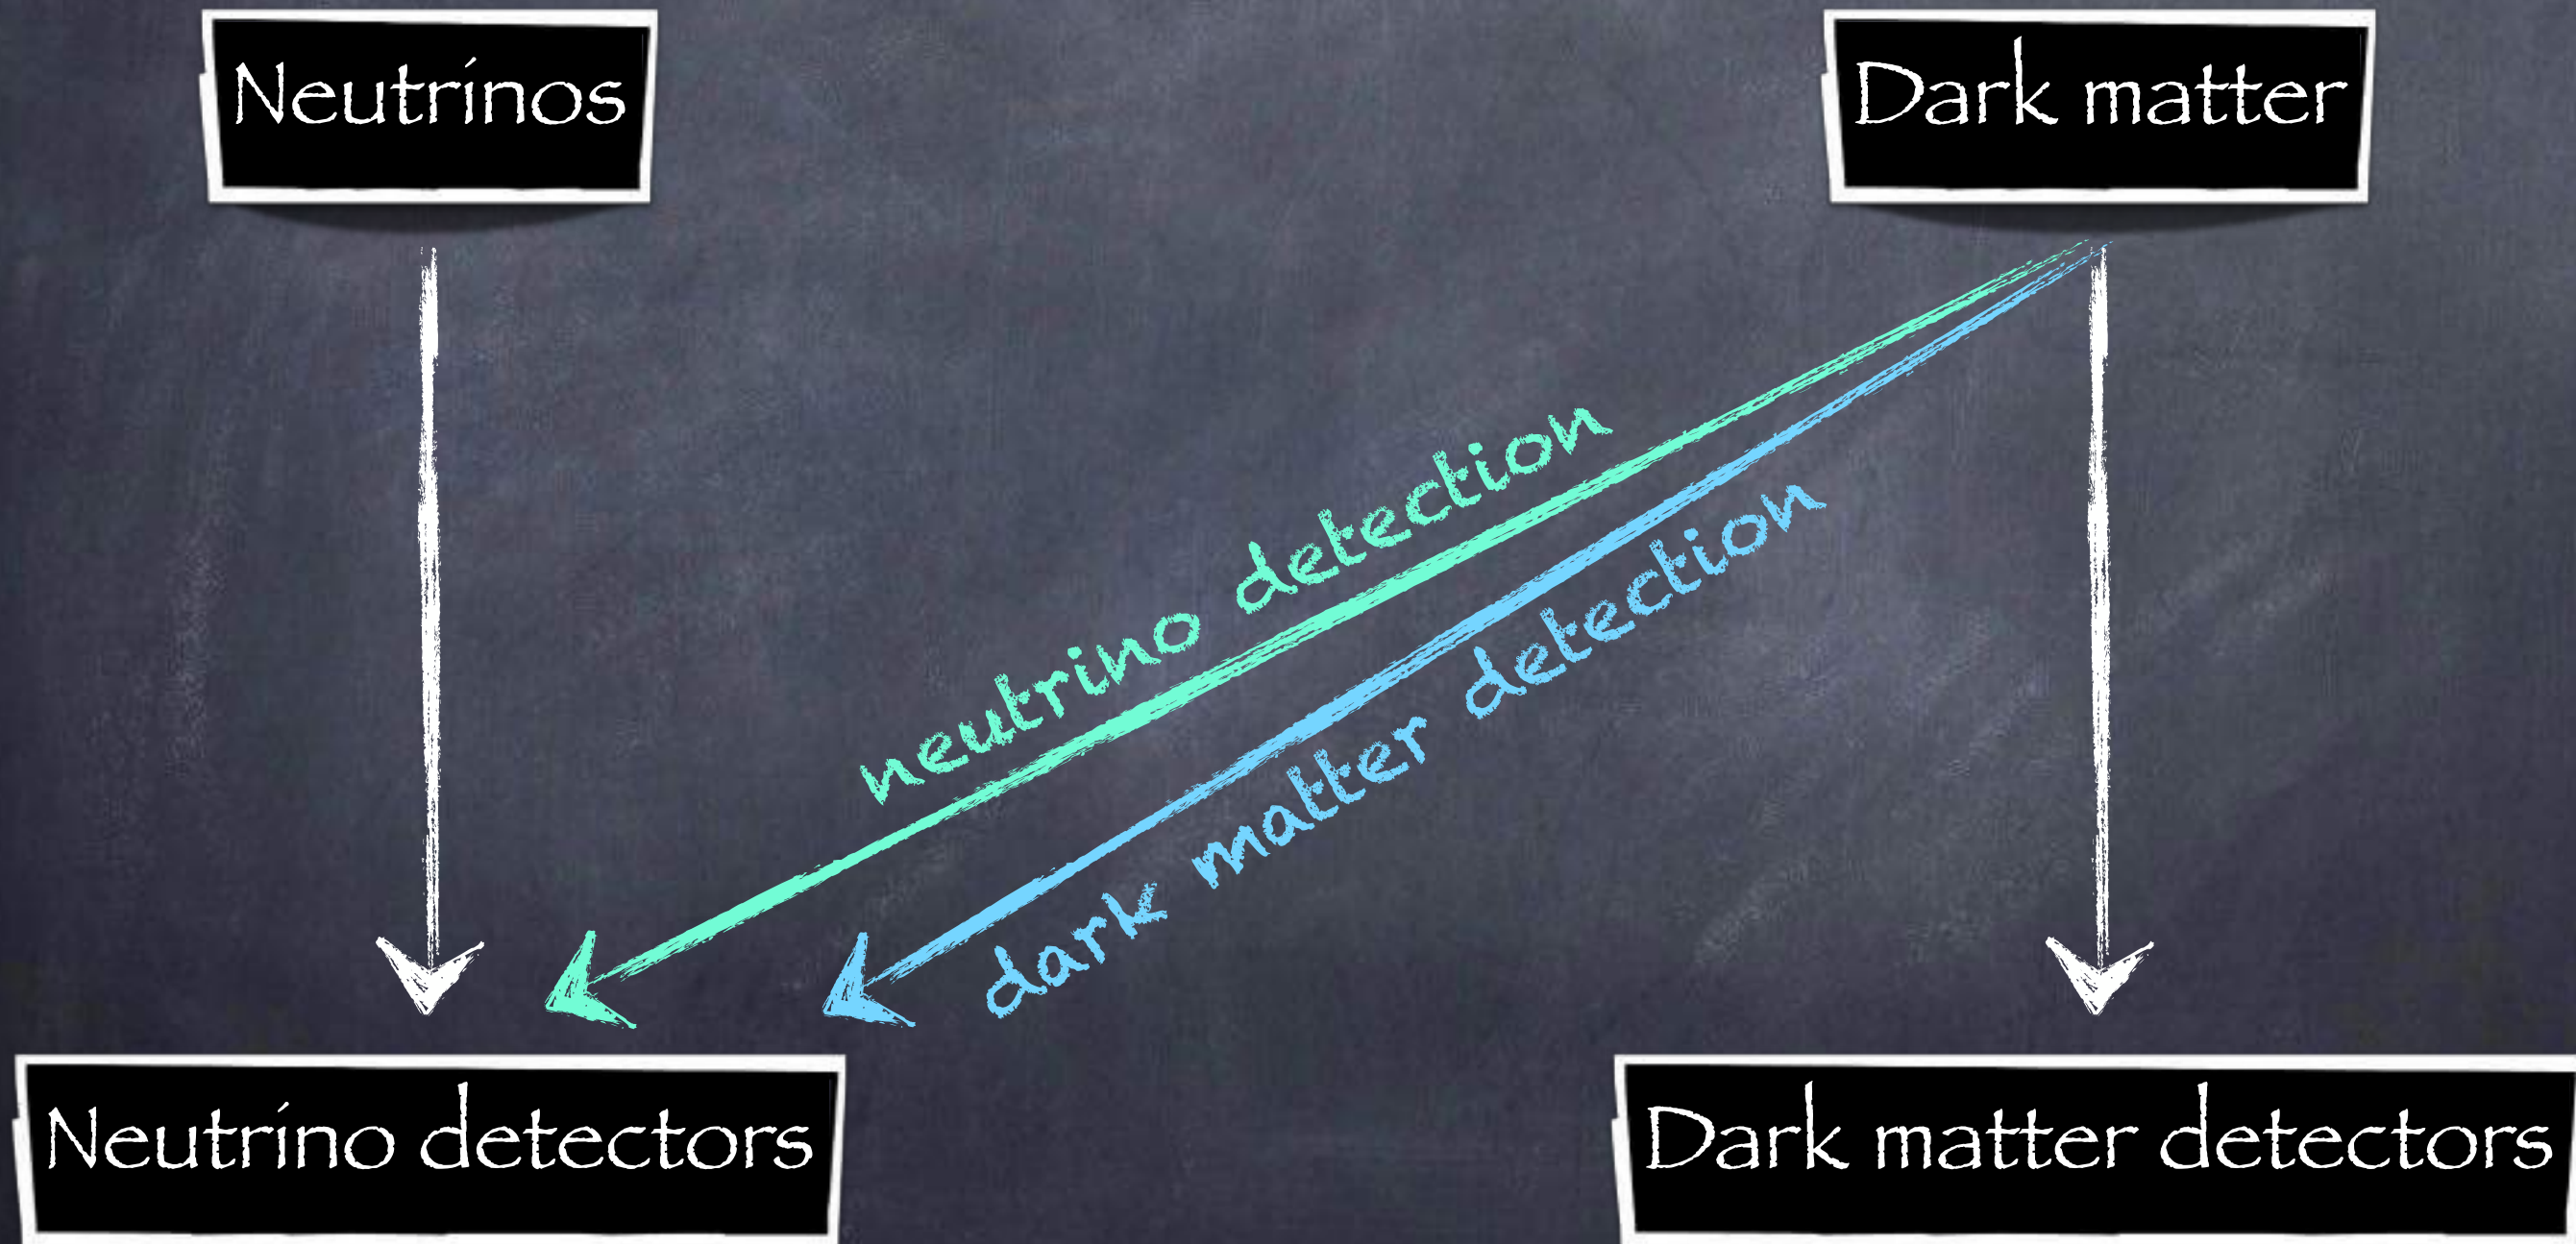 Neutrinos
Dark matter
neutrino detection
dark matter detection
Neutrino detectors
Dark matter detectors